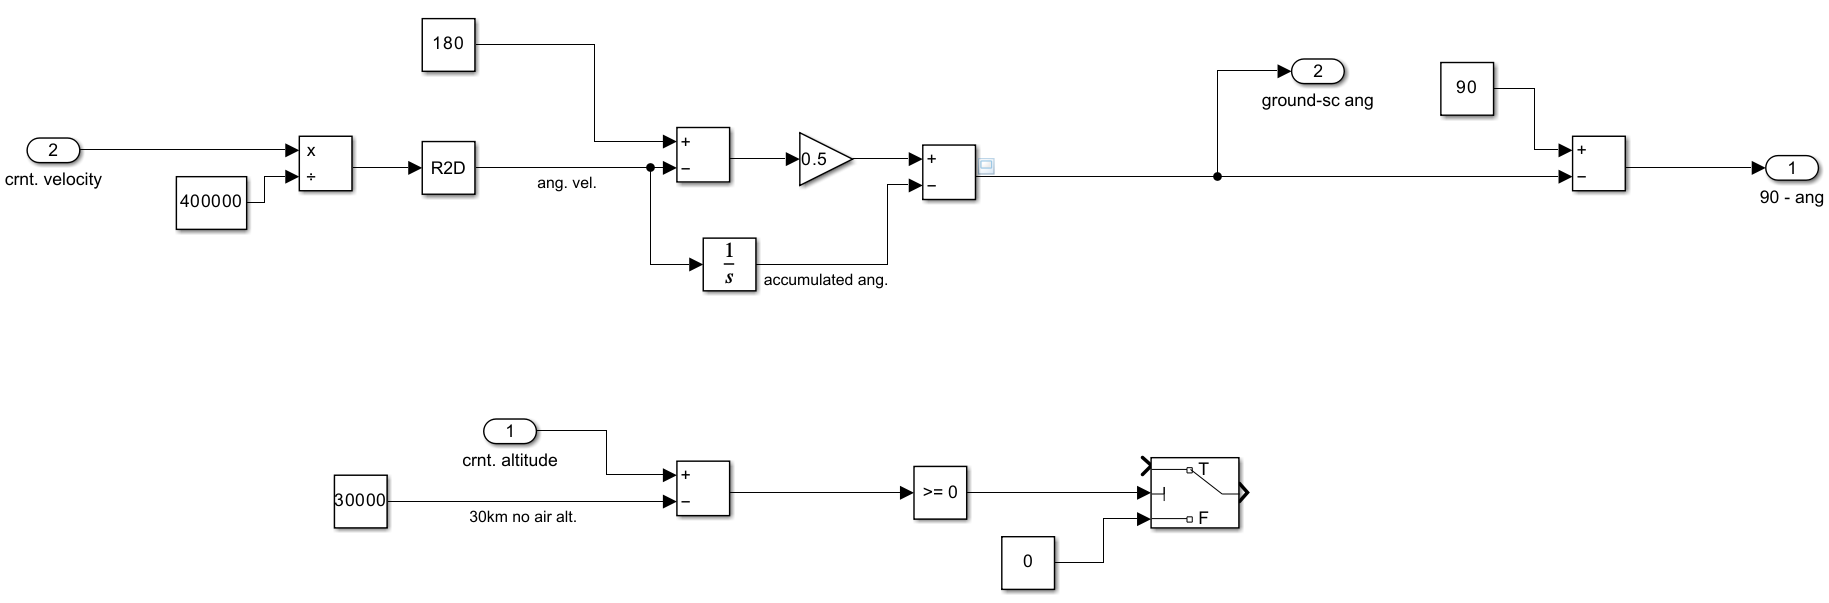 180
2
ground-sc ang
90
2
crnt. velocity
x
÷
400000
R2D
ang. vel.
+
−
0.5
+
−
+
−
1
90 - ang
1
s
accumulated ang.
1
crnt. altitude
30000
30km no air alt.
+
−
>= 0
T
F
0